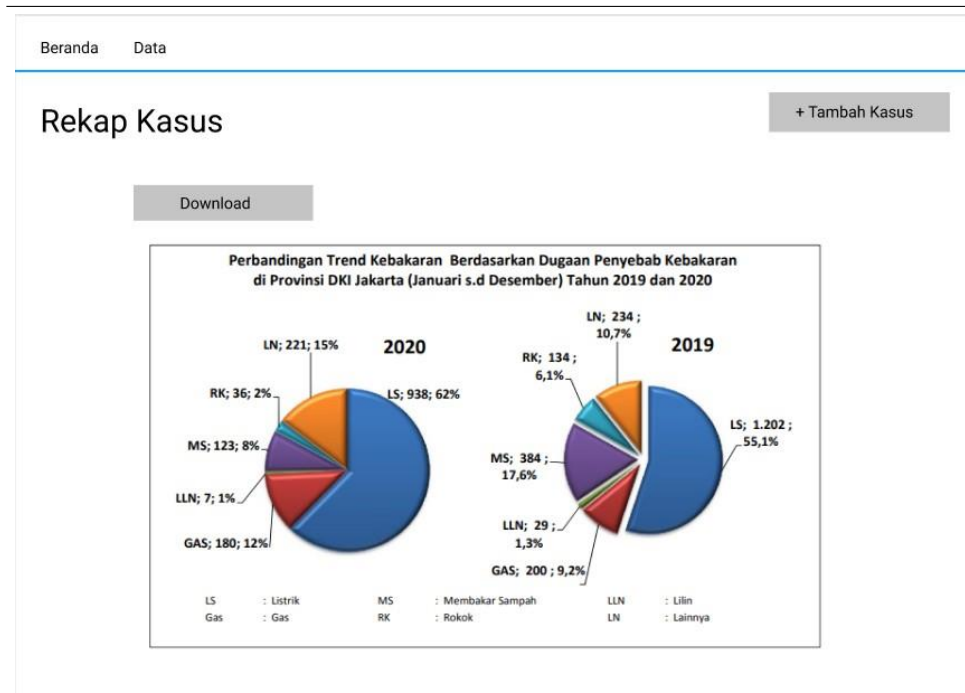 Beranda Data
Rekap Kasus
+ Tambah Kasus
Download
Perbandingan Trend Kebakaran Berdasarkan Dugaan Penyebab Kebakaran
di Provinsi DKI Jakarta (Januari s.d Desember) Tahun 2019 dan 2020
2020
LN; 221; 15%
RK; 36; 2%
LS; 938; 62%
MS; 123; 8%
LLN; 7; 1%
GAS; 180; 12%
2019
LN; 234 ;
10,7%
RK; 134 ;
6,1%
LS; 1.202 ;
55,1%
MS; 384 ;
17,6%
LLN; 29 ;
1,3%
GAS; 200 ; 9,2%
LS : Listrik MS : Membakar Sampah LLN : Lilin
Gas : Gas RK : Rokok LN : Lainnya